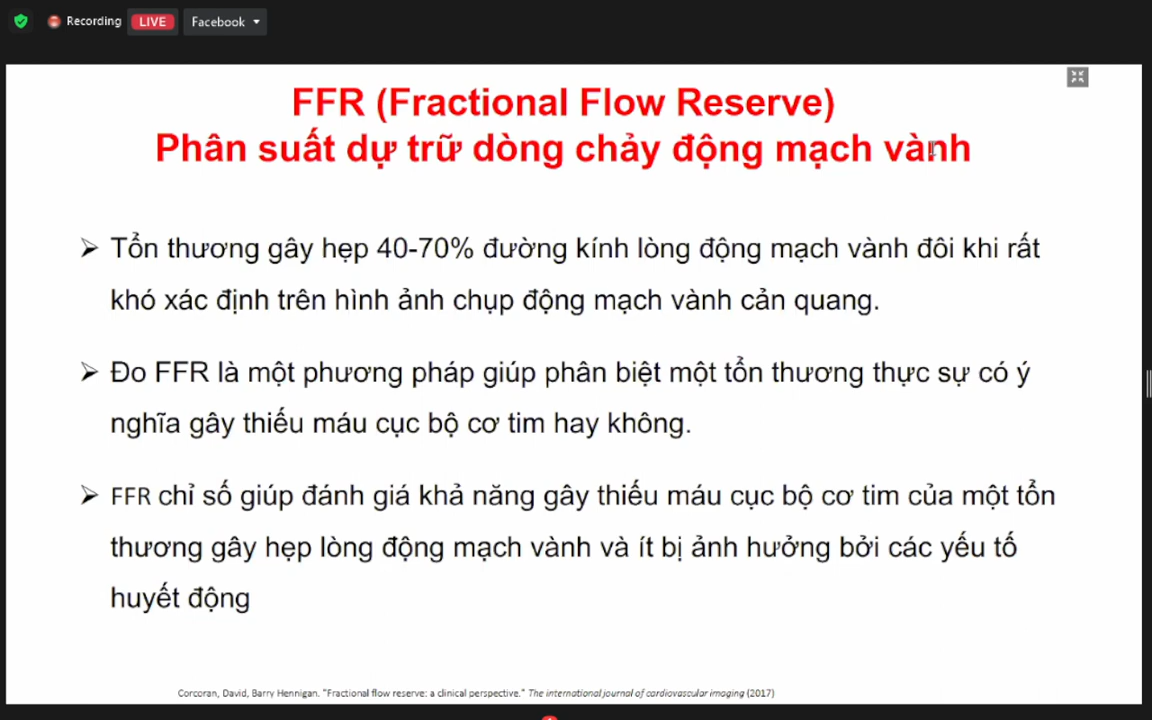 Recording LIVE Facebook
FFR (Fractional Flow Reserve)
Phân suất dự trữ dòng chảy động mạch vành
Tổn thương gây hẹp 40-70% đường kính lòng động mạch vành đôi khi rất
khó xác định trên hình ảnh chụp động mạch vành cản quang.
Đo FFR là một phương pháp giúp phân biệt một tổn thương thực sự có ý
nghĩa gây thiếu máu cục bộ cơ tim hay không.
FFR chỉ số giúp đánh giá khả năng gây thiếu máu cục bộ cơ tim của một tổn
thương gây hẹp lòng động mạch vành và ít bị ảnh hưởng bởi các yếu tố
huyết động
Corcoran, David, Barry Hennigan. "Fractional flow reserve: a clinical perspective." The international journal of cardiovascular imaging (2017)